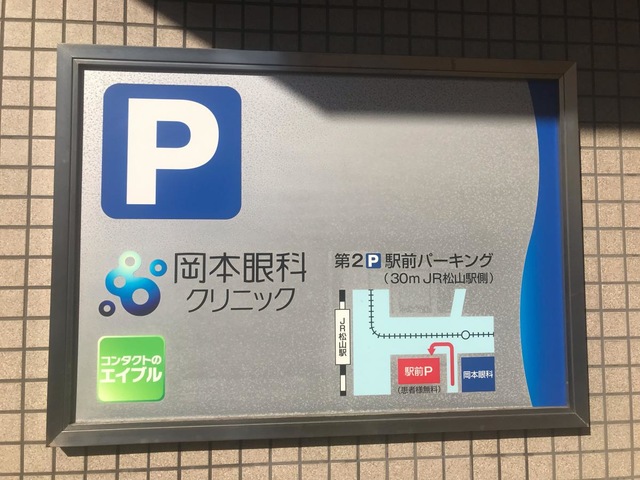 P
岡本眼科
クリニック
コンタクトの
エイブル
第2P駅前パーキング
(30m JR松山駅側)
JR松山駅
駅前P
(患者様無料)
岡本眼科